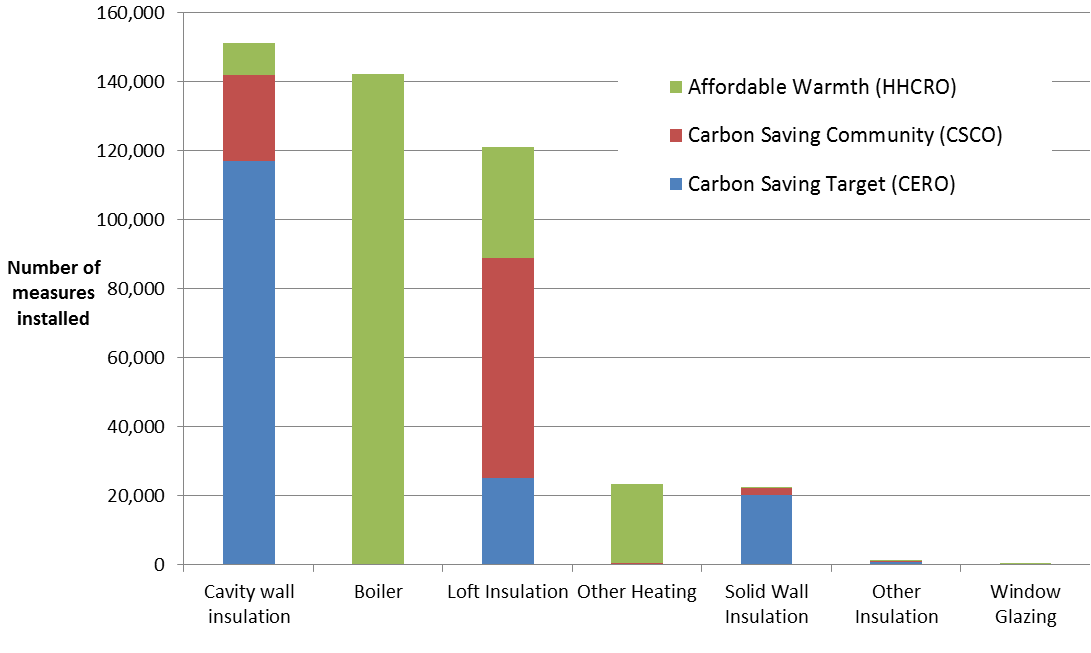 160,000
140,000
120,000
100,000
80,000
60,000
40,000
20,000
0
Number of
measures
installed
Affordable Warmth (HHCRO)
Carbon Saving Community (CSCO)
Carbon Saving Target (CERO)
Cavity wall
insulation
Boiler
Loft Insulation
Other Heating
Solid Wall
Insulation
Other
Insulation
Window
Glazing